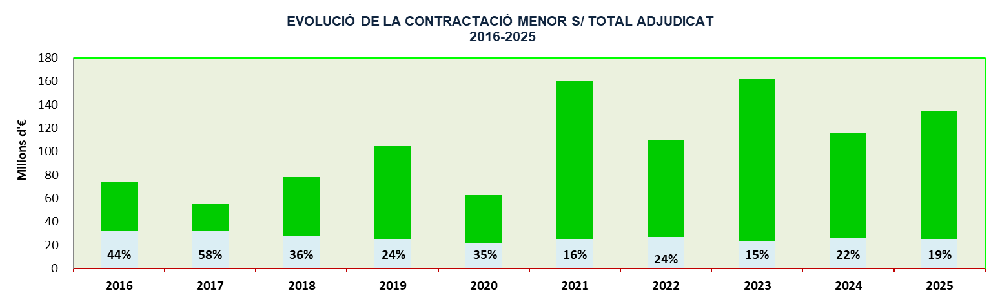 EVOLUCIÓ DE LA CONTRACTACIÓ MENOR S/ TOTAL ADJUDICAT
2016-2025
Milions d'€
180
160
140
120
100
80
60
40
20
0
44% 58% 36% 24% 35% 16% 24% 15% 22% 19%
2016 2017 2018 2019 2020 2021 2022 2023 2024 2025